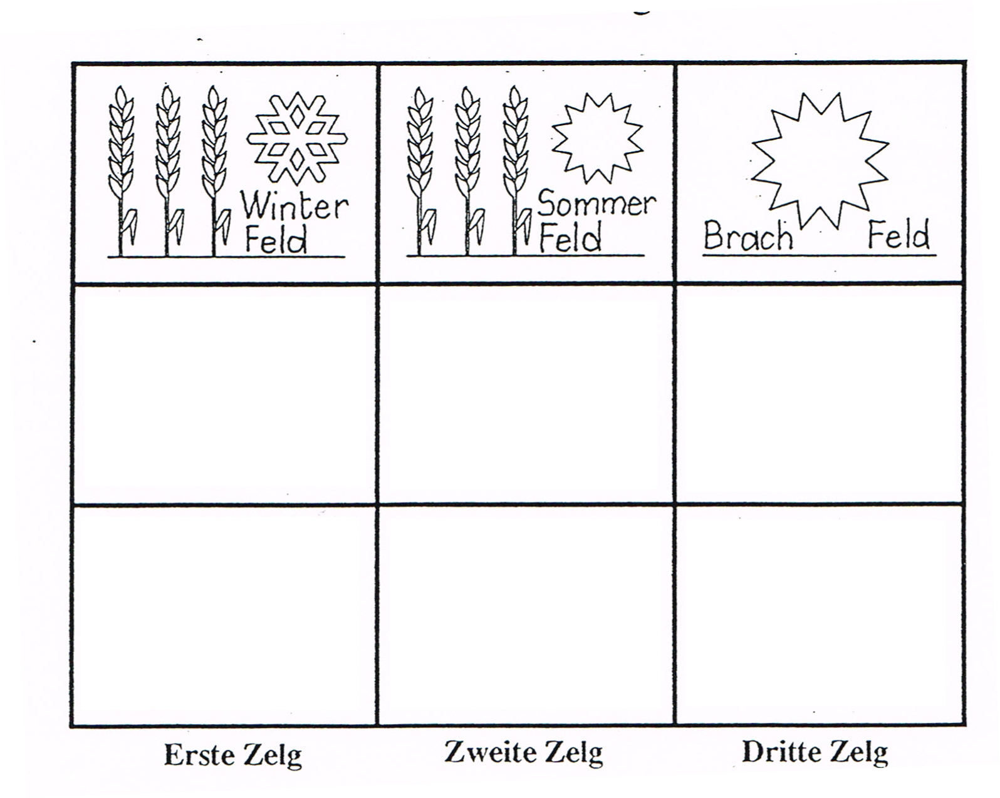 Winter
Feld
Sommer
Feld
Brach Feld
Erste Zelg
Zweite Zelg
Dritte Zelg